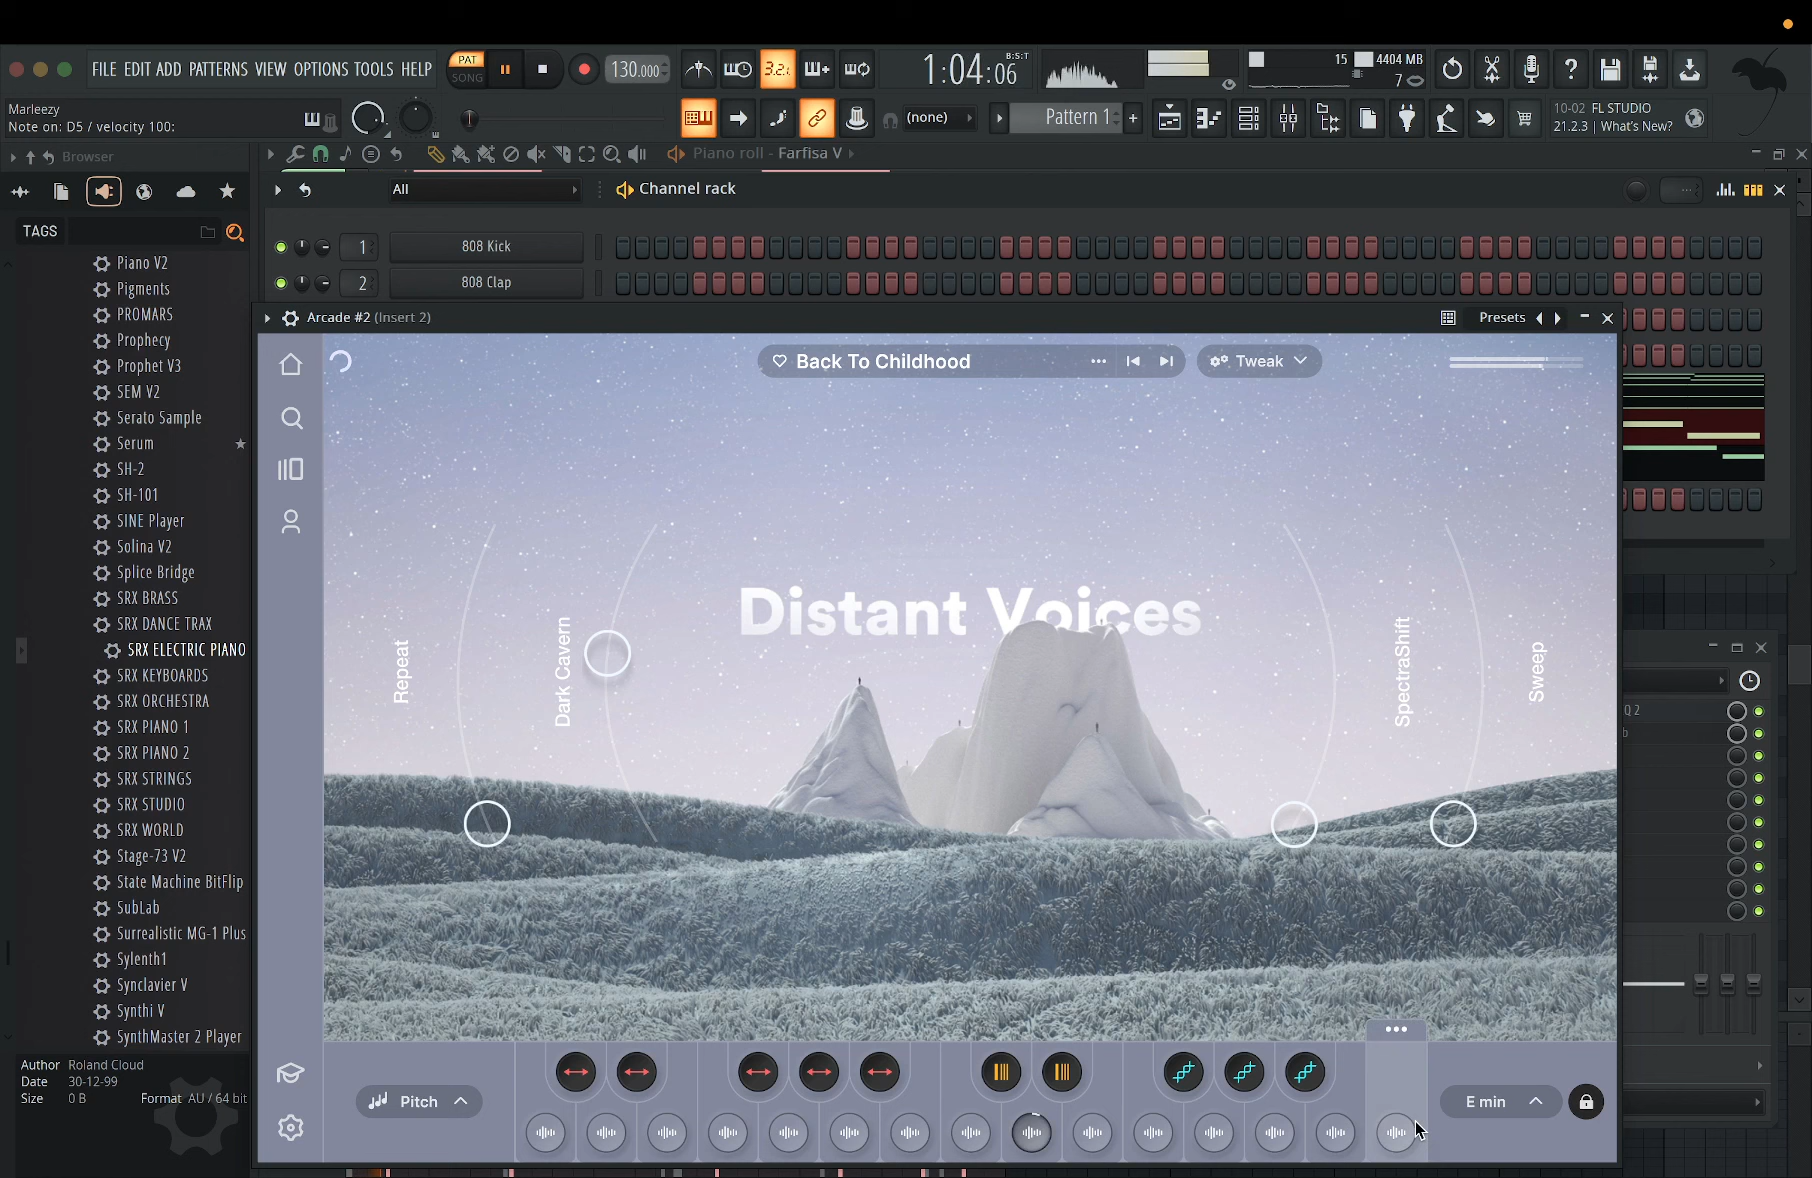 FILE EDIT ADD PATTERNS VIEW OPTIONS TOOLS HELP
PAT
SONG
130.000
3.2.
1:04:06
B:S:T
15
4404 MB
7
Marleezy
Note on: D5 / velocity 100:
(none)
Pattern 1
10-02 FL STUDIO
21.2.3 | What's New?
Browser
Piano roll - Farfisa V
All
Channel rack
TAGS
1
808 Kick
2
808 Clap
Piano V2
Pigments
PROMARS
Prophecy
Prophet V3
SEM V2
Serato Sample
Serum
SH-2
SH-101
SINE Player
Solina V2
Splice Bridge
SRX BRASS
SRX DANCE TRAX
SRX ELECTRIC PIANO
SRX KEYBOARDS
SRX ORCHESTRA
SRX PIANO 1
SRX PIANO 2
SRX STRINGS
SRX STUDIO
SRX WORLD
Stage-73 V2
State Machine BitFlip
SubLab
Surrealistic MG-1 Plus
Sylenth1
Synclavier V
Synthi V
SynthMaster 2 Player
Author Roland Cloud
Date 30-12-99
Size 0 B Format AU / 64 bit
Arcade #2 (Insert 2)
Presets
Back To Childhood
Tweak
Distant Voices
Repeat
Dark Cavern
SpectraShift
Sweep
Pitch
E min
Q 2
b